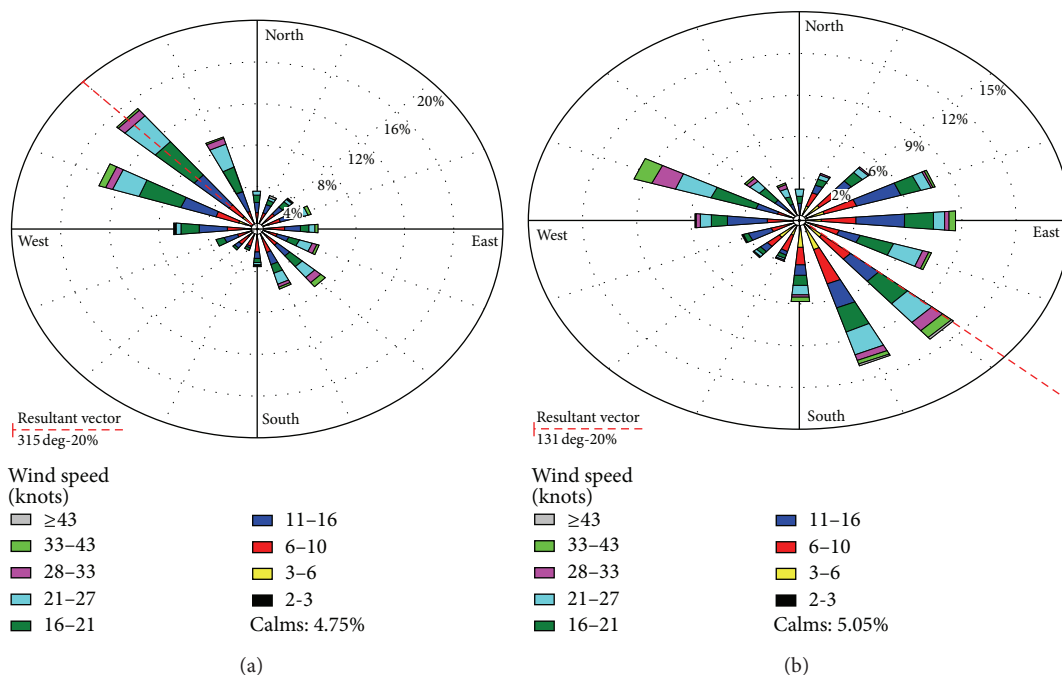 North
20%
16%
12%
8%
4%
West
East
South
Resultant vector
315 deg-20%
Wind speed
(knots)
≥43
33–43
28–33
21–27
16–21
11–16
6–10
3–6
2-3
Calms: 4.75%
(a)
North
15%
12%
9%
6%
2%
West
East
South
Resultant vector
131 deg-20%
Wind speed
(knots)
≥43
33–43
28–33
21–27
16–21
11–16
6–10
3–6
2-3
Calms: 5.05%
(b)